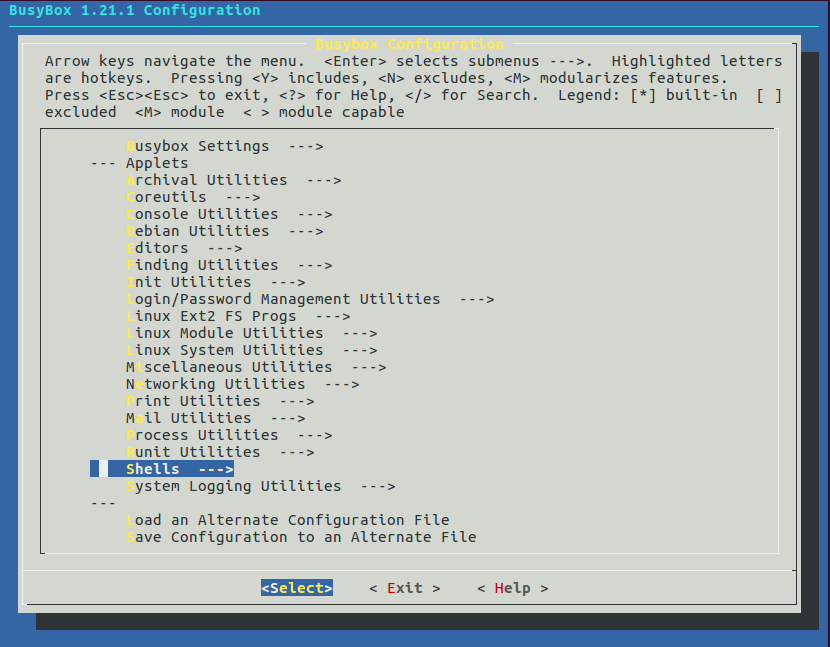 BusyBox 1.21.1 Configuration
Busybox Configuration
Arrow keys navigate the menu.  <Enter> selects submenus --->.  Highlighted letters
are hotkeys.  Pressing <Y> includes, <N> excludes, <M> modularizes features.
Press <Esc><Esc> to exit, <?> for Help, </> for Search.  Legend: [*] built-in  [ ]
excluded  <M> module  < > module capable
Busybox Settings  --->
--- Applets
Archival Utilities  --->
Coreutils  --->
Console Utilities  --->
Debian Utilities  --->
Editors  --->
Finding Utilities  --->
Init Utilities  --->
Login/Password Management Utilities  --->
Linux Ext2 FS Progs  --->
Linux Module Utilities  --->
Linux System Utilities  --->
Miscellaneous Utilities  --->
Networking Utilities  --->
Print Utilities  --->
Mail Utilities  --->
Process Utilities  --->
Runit Utilities  --->
Shells  --->
System Logging Utilities  --->
---
Load an Alternate Configuration File
Save Configuration to an Alternate File
<Select>    < Exit >    < Help >